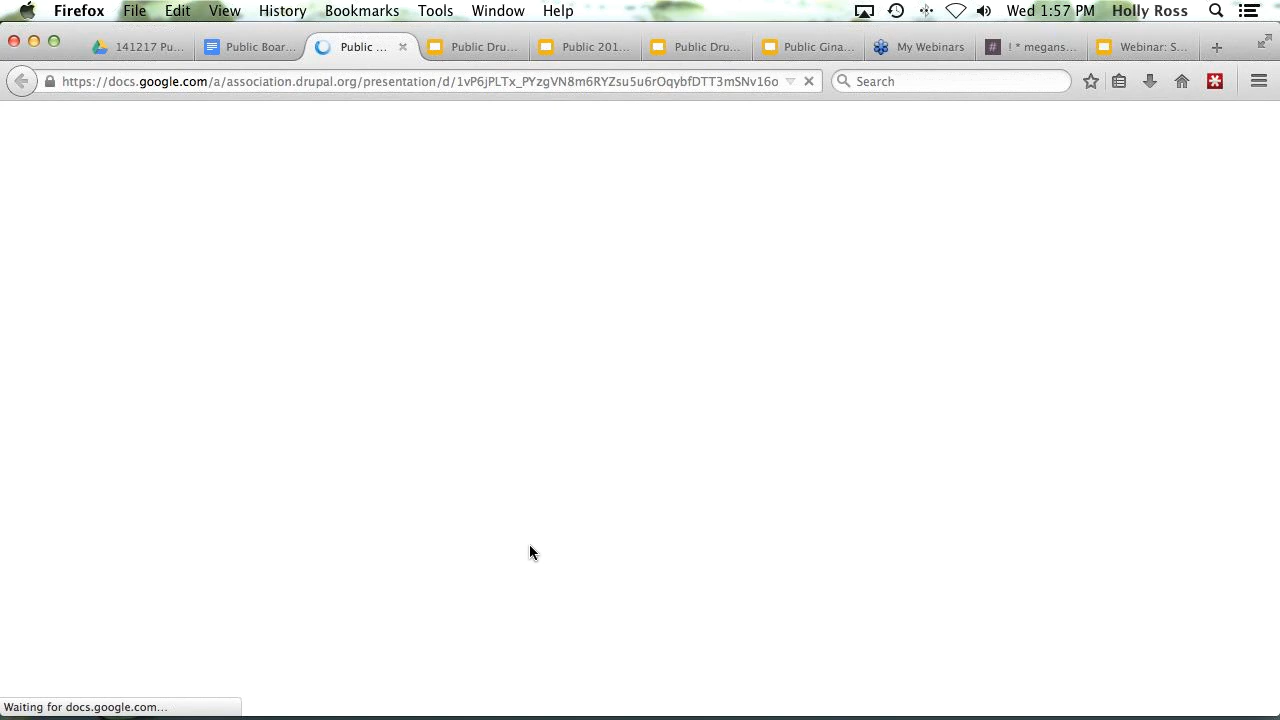 Firefox File Edit View History Bookmarks Tools Window Help Wed 1:57 PM Holly Ross
141217 Pu... Public Boar... Public ... Public Dru... Public 201... Public Dru... Public Gina... My Webinars ! * megans... Webinar: S...
https://docs.google.com/a/association.drupal.org/presentation/d/1vP6jPLTx_PYzgVN8m6RYZsu5u6rOqybfDTT3mSNv16o Search
Waiting for docs.google.com...